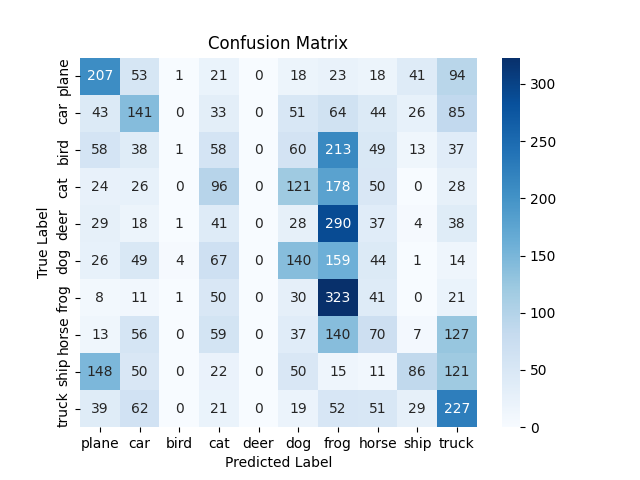 Confusion Matrix
True Label
plane 207 53 1 21 0 18 23 18 41 94
car 43 141 0 33 0 51 64 44 26 85
bird 58 38 1 58 0 60 213 49 13 37
cat 24 26 0 96 0 121 178 50 0 28
deer 29 18 1 41 0 28 290 37 4 38
dog 26 49 4 67 0 140 159 44 1 14
frog 8 11 1 50 0 30 323 41 0 21
horse 13 56 0 59 0 37 140 70 7 127
ship 148 50 0 22 0 50 15 11 86 121
truck 39 62 0 21 0 19 52 51 29 227
plane car bird cat deer dog frog horse ship truck
Predicted Label
300
250
200
150
100
50
0